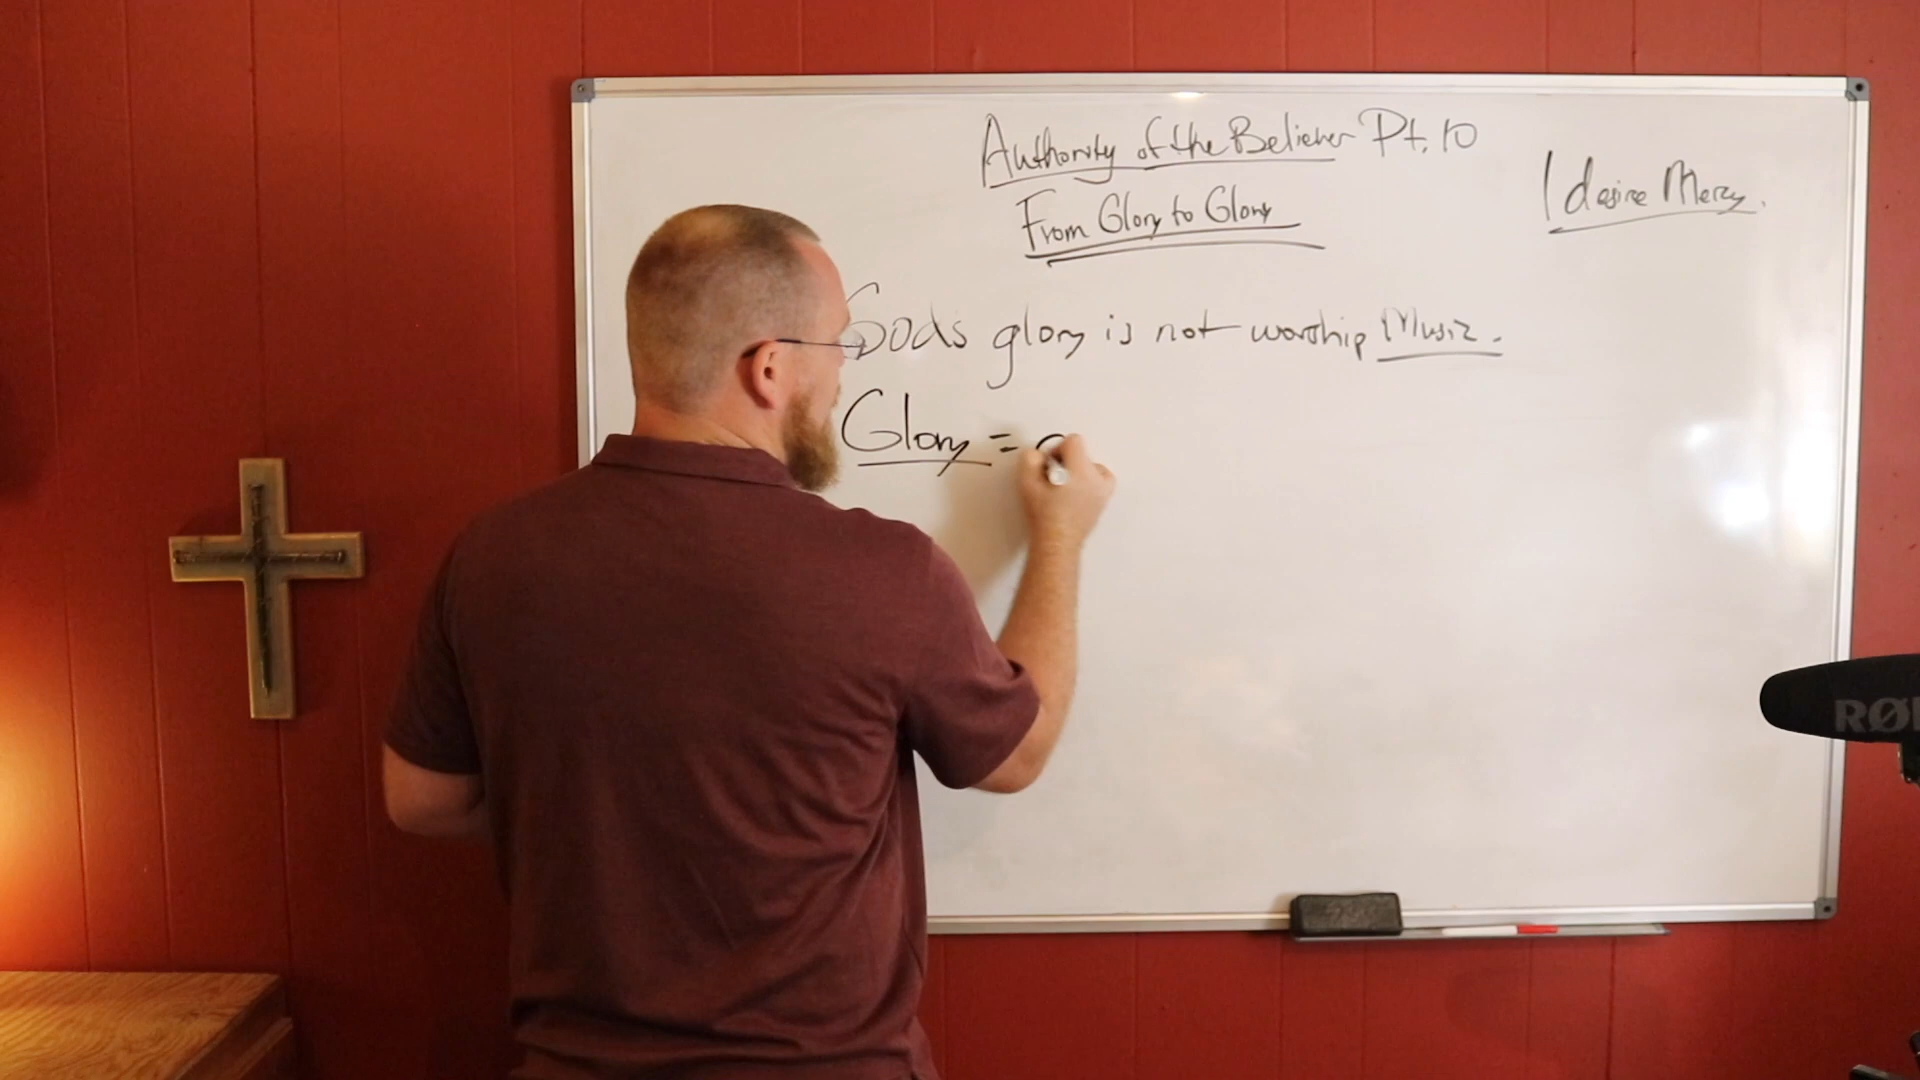 Authority of the Believer Pt. 10
From Glory to Glory
I desire Mercy.
Gods glory is not worship Music.
Glory =
RØ